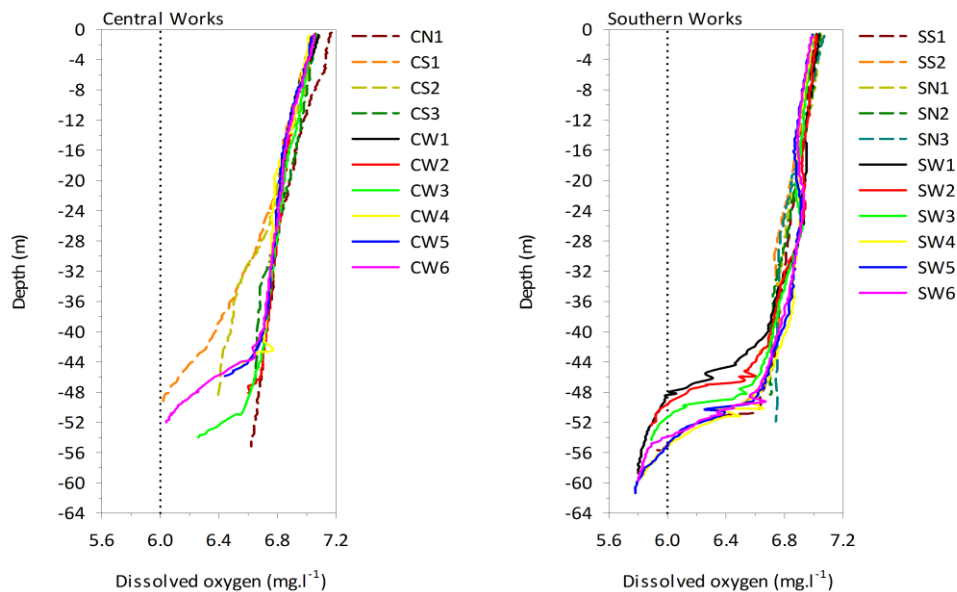 Central Works
0
-4
-8
-12
-16
-20
-24
-28
-32
-36
-40
-44
-48
-52
-56
-60
-64
Depth (m)
5.6 6.0 6.4 6.8 7.2
Dissolved oxygen (mg.l⁻¹)
CN1
CS1
CS2
CS3
CW1
CW2
CW3
CW4
CW5
CW6
Southern Works
0
-4
-8
-12
-16
-20
-24
-28
-32
-36
-40
-44
-48
-52
-56
-60
-64
Depth (m)
5.6 6.0 6.4 6.8 7.2
Dissolved oxygen (mg.l⁻¹)
SS1
SS2
SN1
SN2
SN3
SW1
SW2
SW3
SW4
SW5
SW6